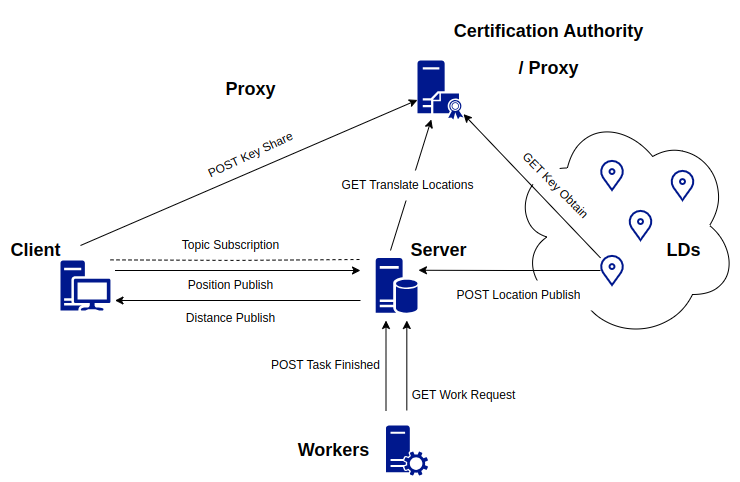 Certification Authority
/ Proxy
Proxy
POST Key Share
GET Key Obtain
GET Translate Locations
Client
Topic Subscription
Server
LDs
Position Publish
POST Location Publish
Distance Publish
POST Task Finished
GET Work Request
Workers